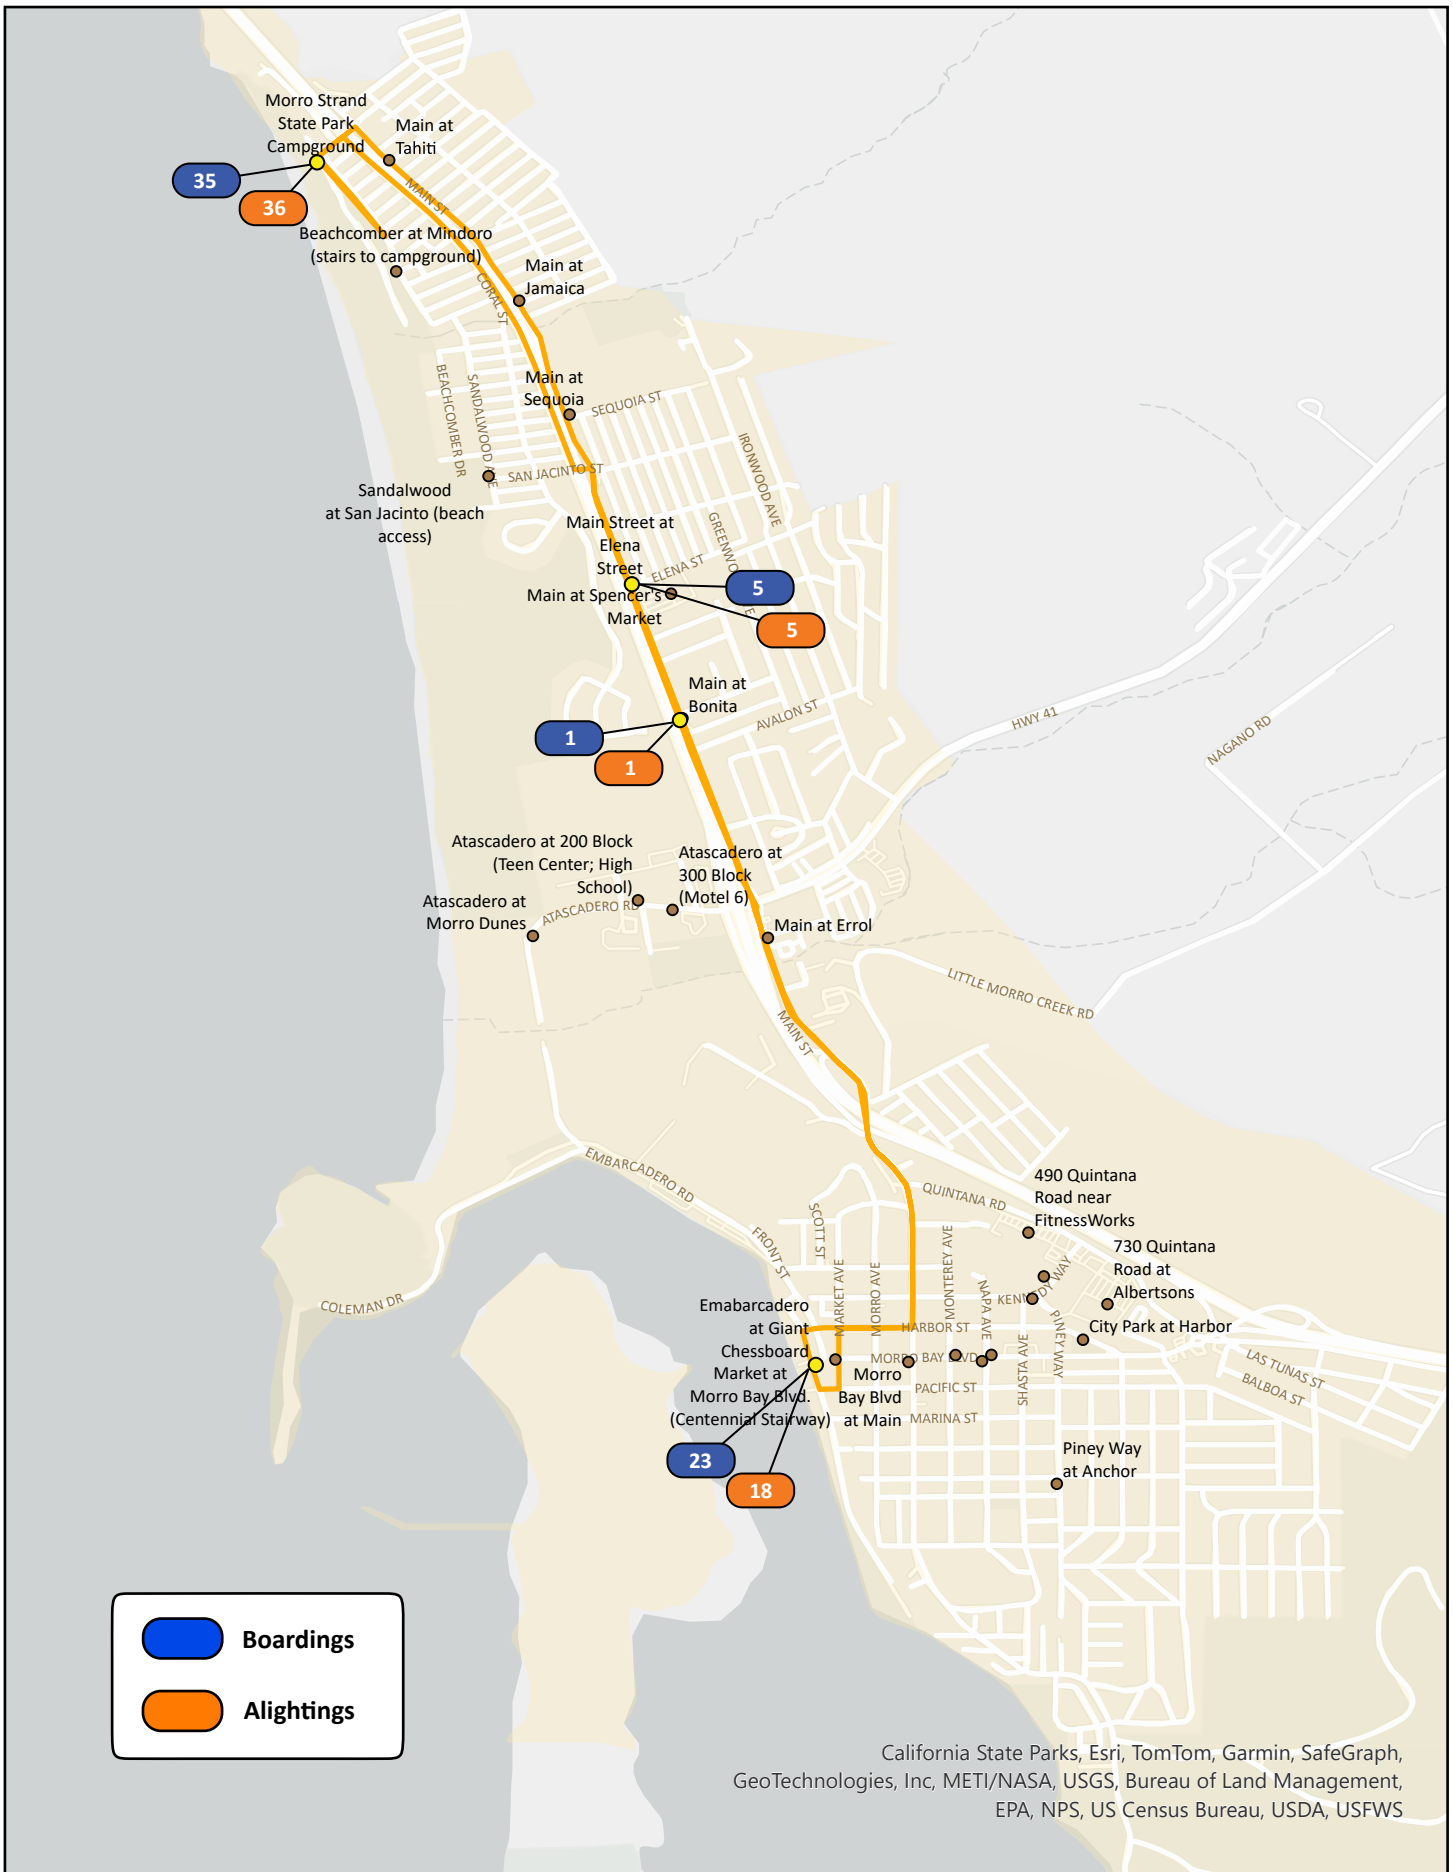 Morro Strand
State Park
Campground
Main at
Tahiti
35
36
MAIN ST
Beachcomber at Mindoro
(stairs to campground)
Main at
Jamaica
CORAL ST
BEACHCOMBER DR
SANDALWOOD AVE
Main at
Sequoia
SEQUOIA ST
IRONWOOD AVE
SAN JACINTO ST
Sandalwood
at San Jacinto (beach
access)
Main Street at
Elena
Street
ELENA ST
Main at Spencer's
Market
5
5
Main at
Bonita
AVALON ST
1
1
HWY 41
NAGANO RD
Atascadero at 200 Block
(Teen Center; High
School)
Atascadero at
300 Block
(Motel 6)
Atascadero at
Morro Dunes
ATASCADERO RD
Main at Errol
LITTLE MORRO CREEK RD
MAIN ST
EMBARCADERO RD
QUINTANA RD
490 Quintana
Road near
FitnessWorks
SCOTT ST
FRONT ST
MARKET AVE
MORRO AVE
MONTEREY AVE
NAPA AVE
KENNEDY WAY
730 Quintana
Road at
Albertsons
COLEMAN DR
Emabarcadero
at Giant
Chessboard
HARBOR ST
PINEY WAY
City Park at Harbor
SHASTA AVE
MORRO BAY BLVD
LAS TUNAS ST
BALBOA ST
Market at
Morro Bay Blvd.
(Centennial Stairway)
Morro
Bay Blvd
at Main
PACIFIC ST
MARINA ST
23
18
Piney Way
at Anchor
Boardings
Alightings
California State Parks, Esri, TomTom, Garmin, SafeGraph,
GeoTechnologies, Inc, METI/NASA, USGS, Bureau of Land Management,
EPA, NPS, US Census Bureau, USDA, USFWS